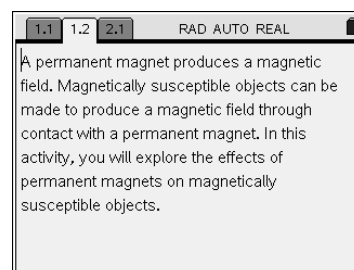 1.1 1.2 2.1 RAD AUTO REAL
A permanent magnet produces a magnetic
field. Magnetically susceptible objects can be
made to produce a magnetic field through
contact with a permanent magnet. In this
activity, you will explore the effects of
permanent magnets on magnetically
susceptible objects.